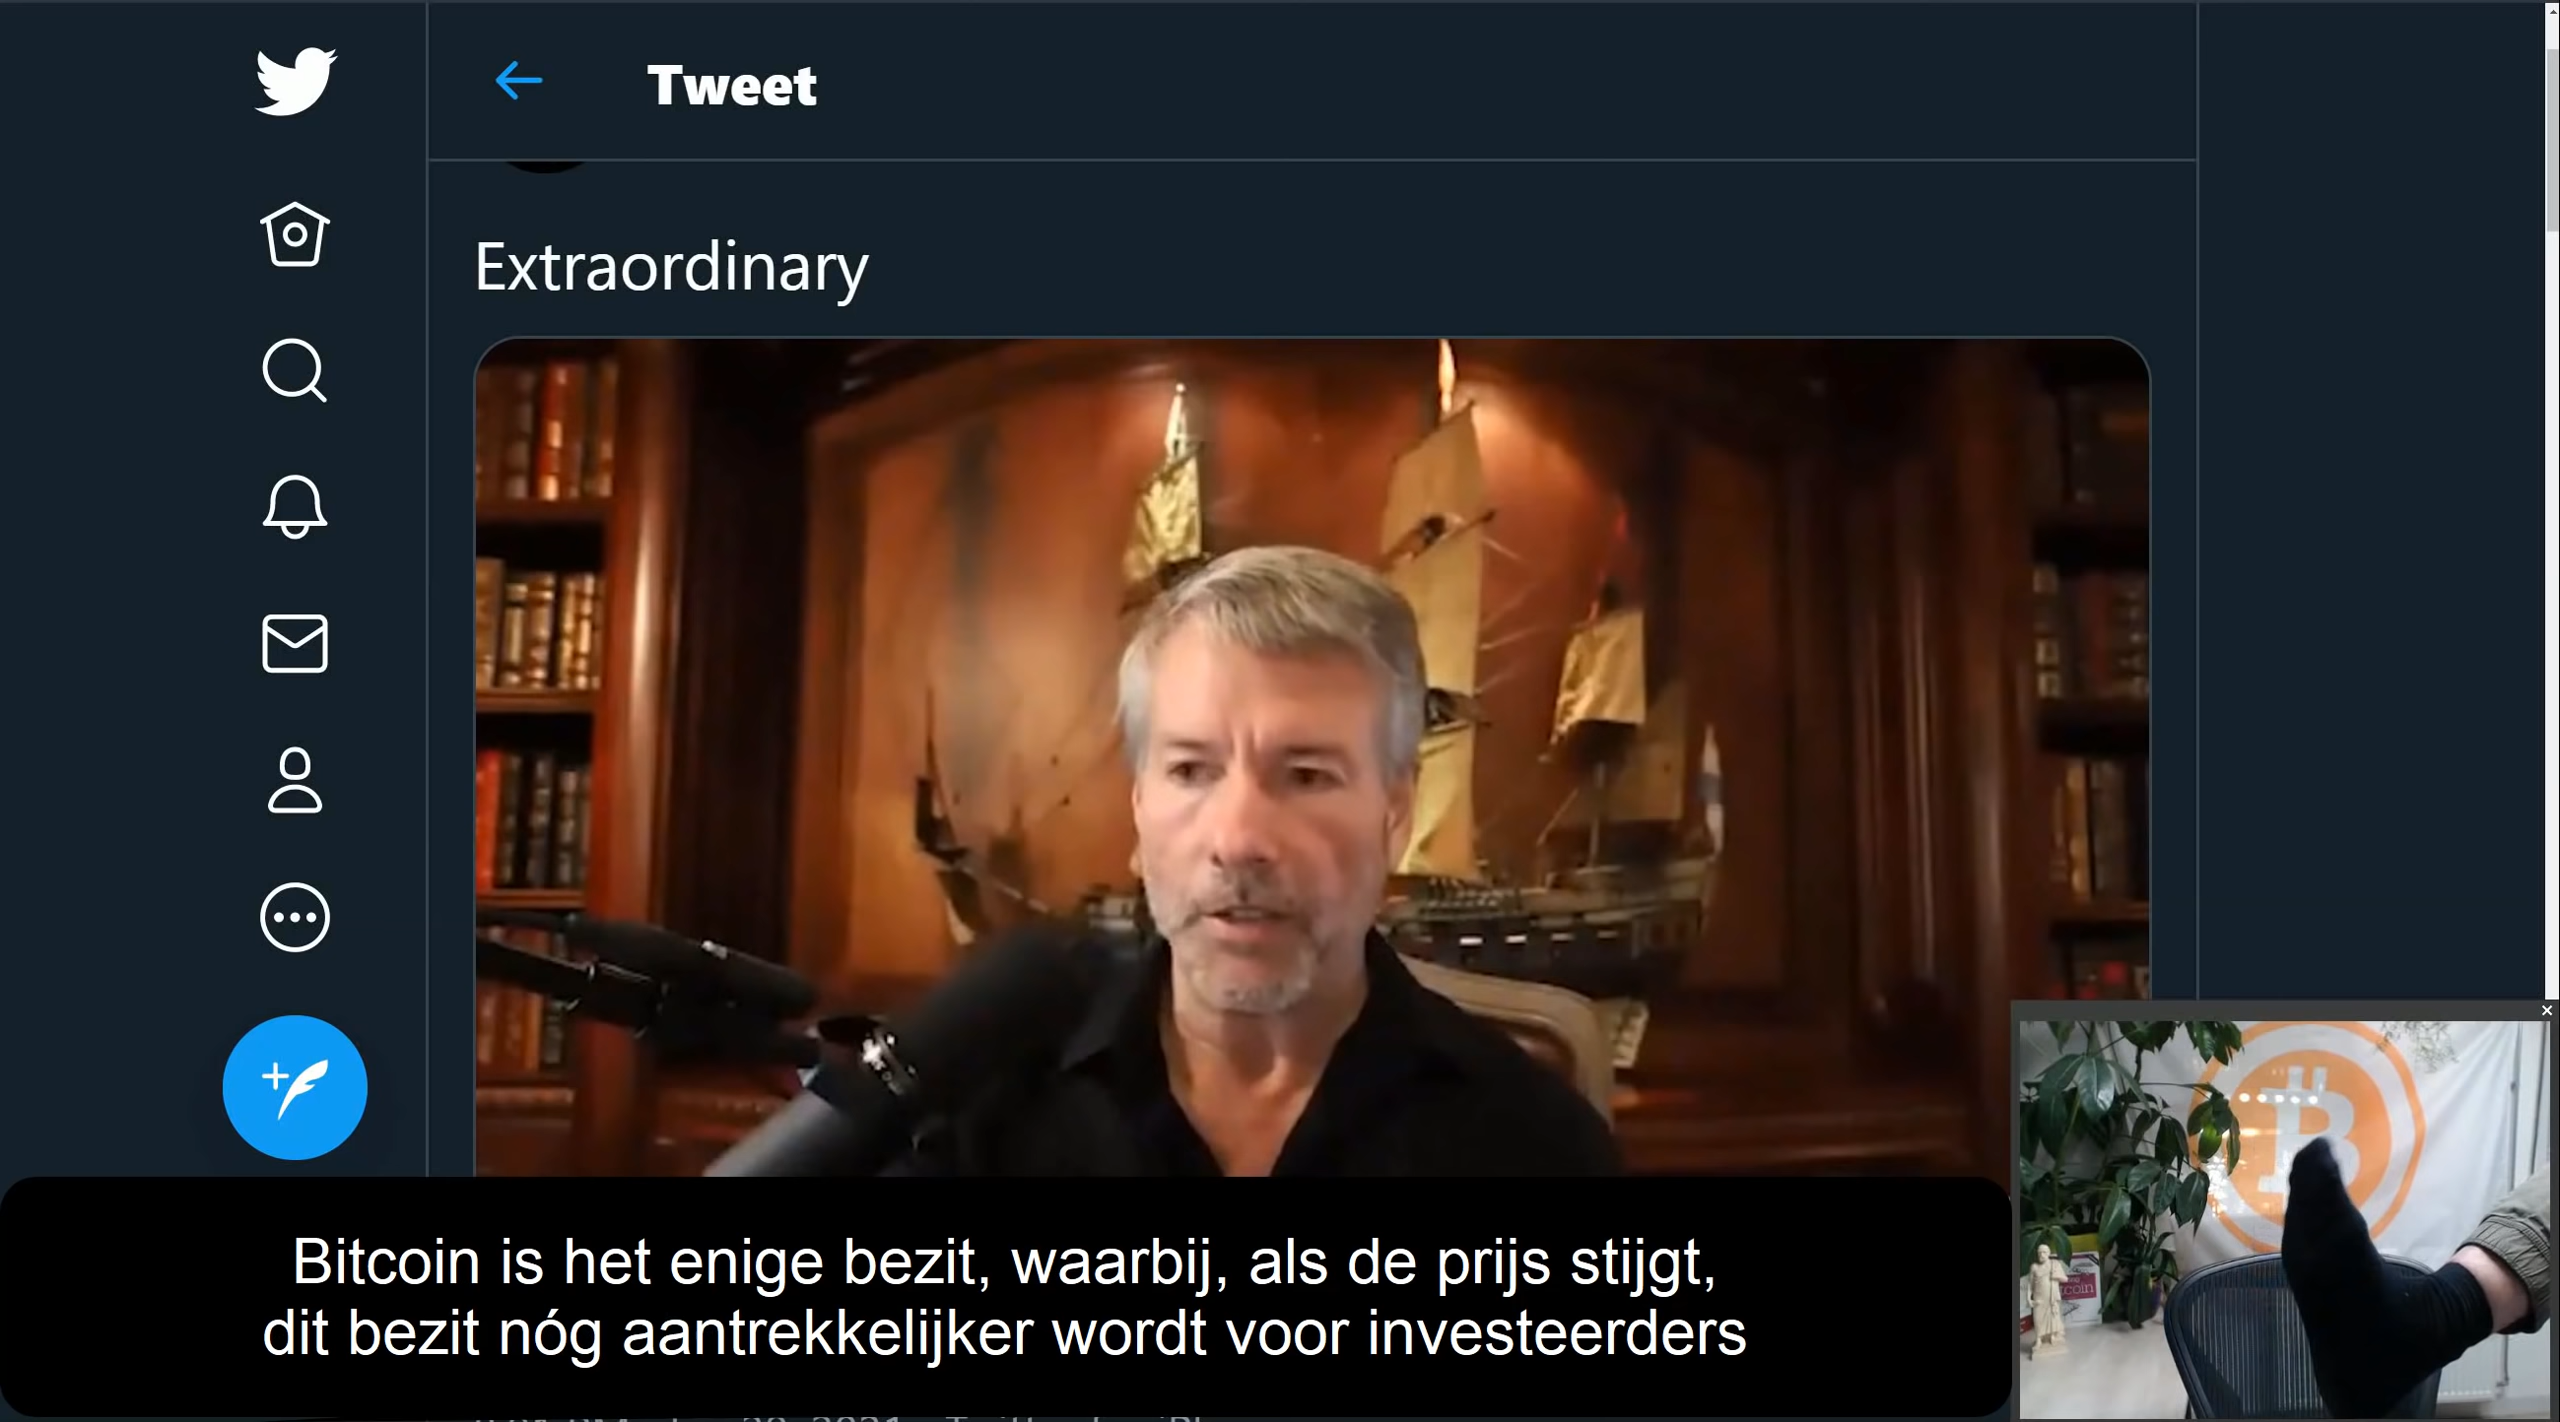 Tweet
Extraordinary
Bitcoin is het enige bezit, waarbij, als de prijs stijgt,
dit bezit nóg aantrekkelijker wordt voor investeerders